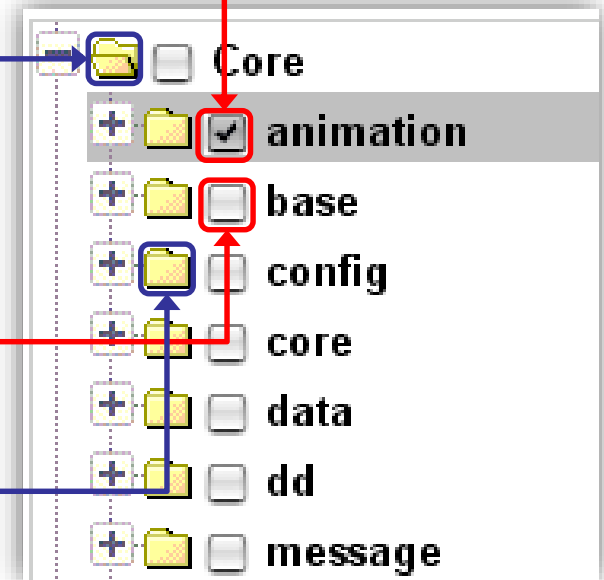 Core
animation
base
config
core
data
dd
message